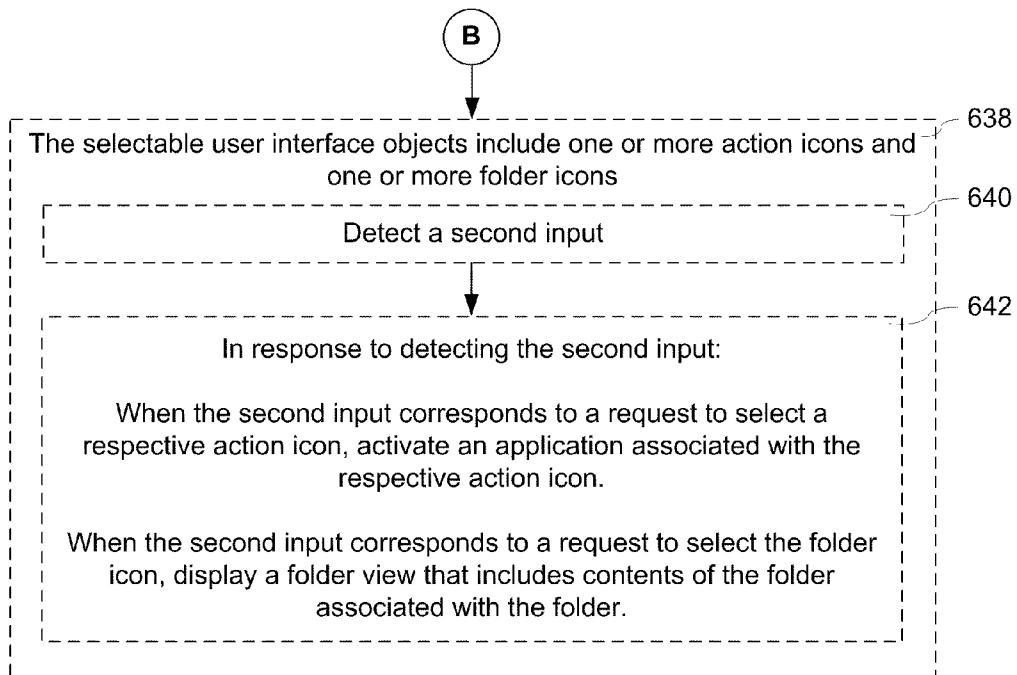 B
638
The selectable user interface objects include one or more action icons and
one or more folder icons
640
Detect a second input
642
In response to detecting the second input:
When the second input corresponds to a request to select a
respective action icon, activate an application associated with the
respective action icon.
When the second input corresponds to a request to select the folder
icon, display a folder view that includes contents of the folder
associated with the folder.